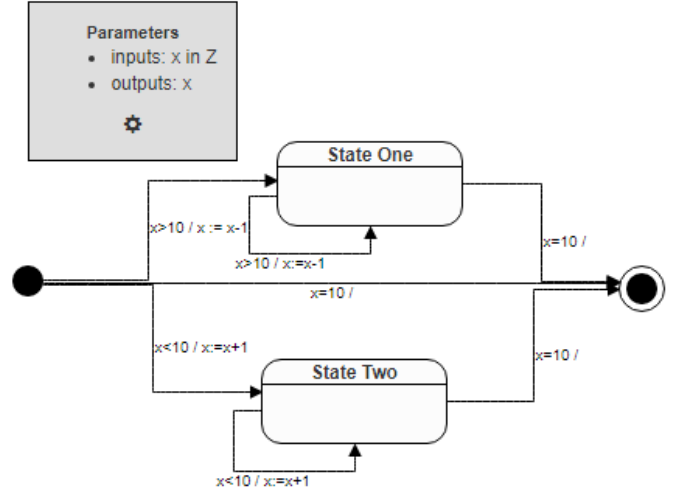 Parameters
inputs: x in Z
outputs: x
State One
x>10 / x := x-1
x=10 /
x>10 / x:=x-1
x=10 /
x<10 / x:=x+1
x=10 /
State Two
x<10 / x:=x+1